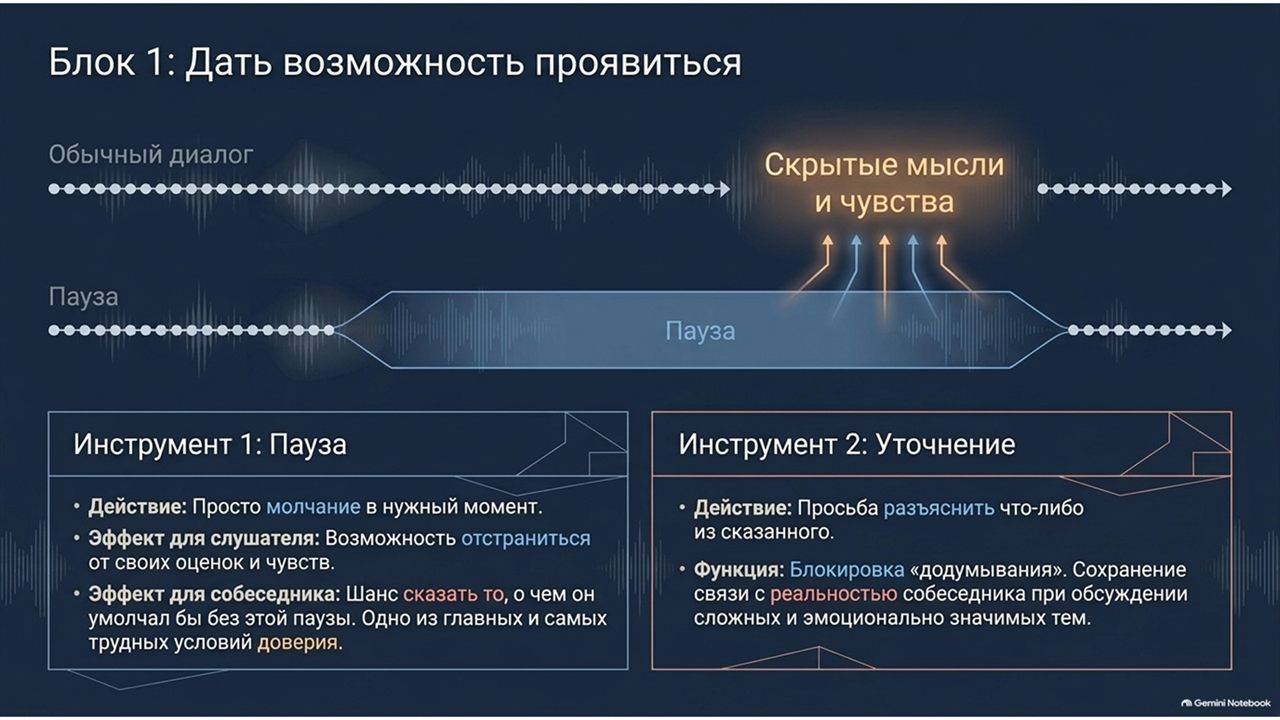 Блок 1: Дать возможность проявиться
Обычный диалог
Скрытые мысли
и чувства
Пауза
Пауза
Инструмент 1: Пауза
• Действие: Просто молчание в нужный момент.
• Эффект для слушателя: Возможность отстраниться
от своих оценок и чувств.
• Эффект для собеседника: Шанс сказать то, о чем он
умолчал бы без этой паузы. Одно из главных и самых
трудных условий доверия.
Инструмент 2: Уточнение
• Действие: Просьба разъяснить что-либо
из сказанного.
• Функция: Блокировка «додумывания». Сохранение
связи с реальностью собеседника при обсуждении
сложных и эмоционально значимых тем.
Gemini Notebook